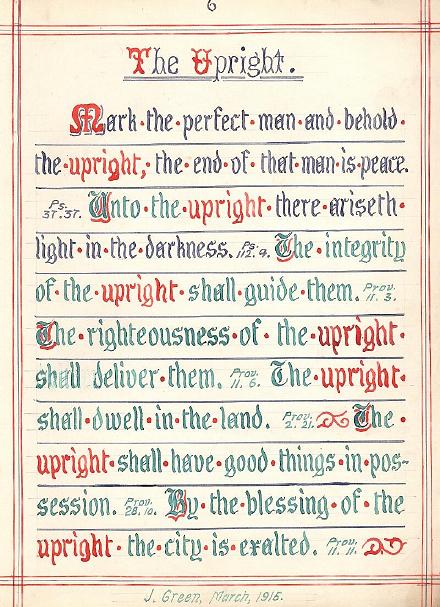 6
The Upright.
Mark·the·perfect·man·and·behold·
the·upright,·the·end·of·that·man·is·peace.
Ps. 37.37. Unto·the·upright·there·ariseth·
light·in·the·darkness. Ps. 112.4. The·integrity
of·the·upright·shall·guide·them. Prov. 11. 3.
The·righteousness·of·the·upright·
shall deliver·them. Prov. 11. 6. The·upright·
shall·dwell·in·the·land. Prov. 2. 21. The·
upright·shall·have·good·things·in·pos-
session. Prov. 28. 10. By·the·blessing·of·the
upright·the·city·is·exalted. Prov. 11. 11.
J. Green, March, 1915.